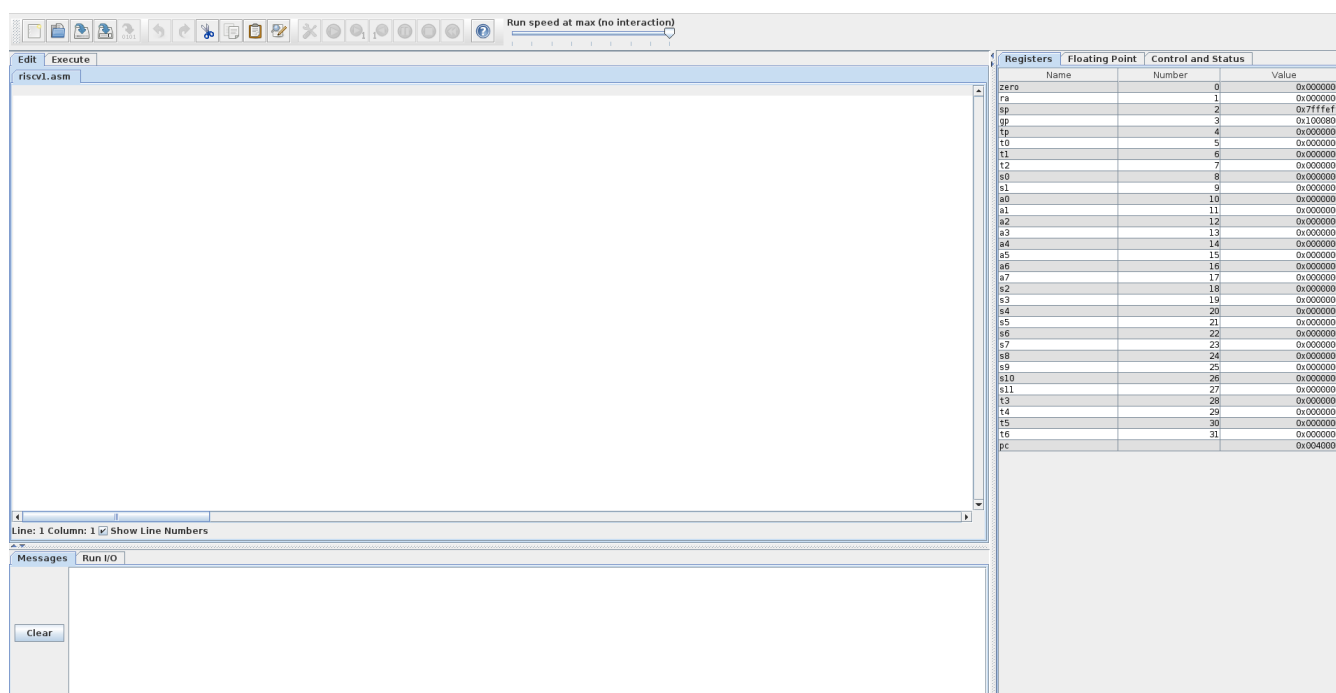 Run speed at max (no interaction)
Edit Execute
riscv1.asm
Line: 1 Column: 1 Show Line Numbers
Messages Run I/O
Clear
Registers Floating Point Control and Status
Name Number Value
zero 0 0x000000
ra 1 0x000000
sp 2 0x7fffef
gp 3 0x100080
tp 4 0x000000
t0 5 0x000000
t1 6 0x000000
t2 7 0x000000
s0 8 0x000000
s1 9 0x000000
a0 10 0x000000
a1 11 0x000000
a2 12 0x000000
a3 13 0x000000
a4 14 0x000000
a5 15 0x000000
a6 16 0x000000
a7 17 0x000000
s2 18 0x000000
s3 19 0x000000
s4 20 0x000000
s5 21 0x000000
s6 22 0x000000
s7 23 0x000000
s8 24 0x000000
s9 25 0x000000
s10 26 0x000000
s11 27 0x000000
t3 28 0x000000
t4 29 0x000000
t5 30 0x000000
t6 31 0x000000
pc 0x004000